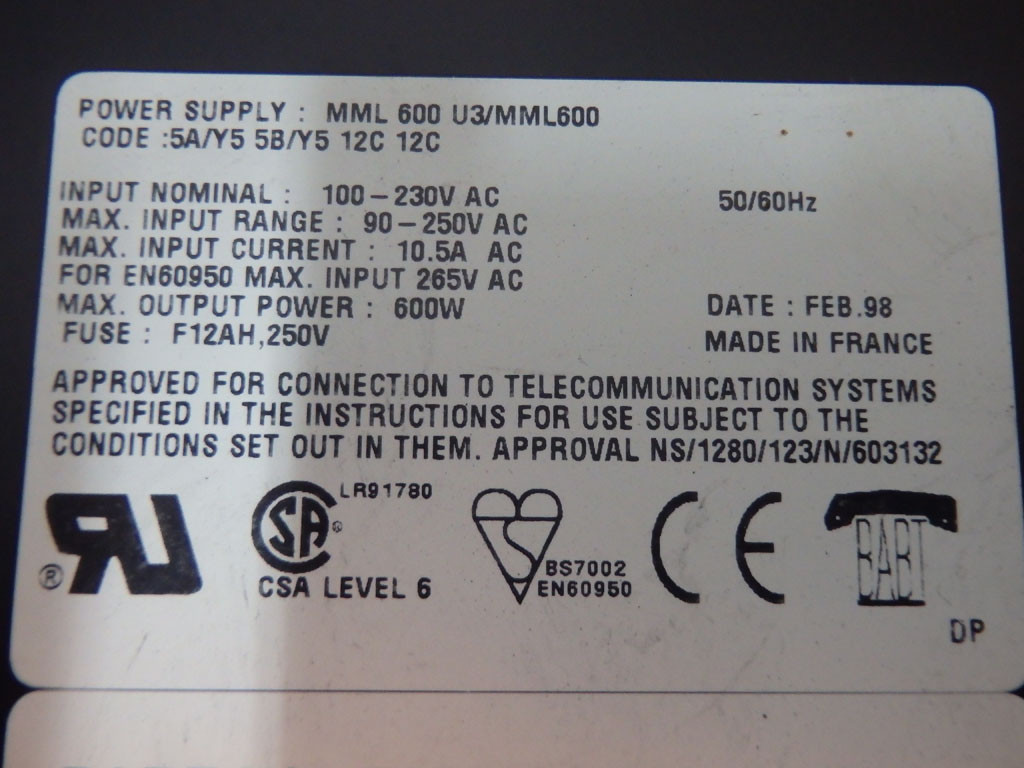 POWER SUPPLY : MML 600 U3/MML600
CODE :5A/Y5 5B/Y5 12C 12C
INPUT NOMINAL : 100-230V AC 50/60Hz
MAX. INPUT RANGE : 90-250V AC
MAX. INPUT CURRENT : 10.5A AC
FOR EN60950 MAX. INPUT 265V AC
MAX. OUTPUT POWER : 600W DATE : FEB.98
FUSE : F12AH,250V MADE IN FRANCE
APPROVED FOR CONNECTION TO TELECOMMUNICATION SYSTEMS
SPECIFIED IN THE INSTRUCTIONS FOR USE SUBJECT TO THE
CONDITIONS SET OUT IN THEM. APPROVAL NS/1280/123/N/603132
RU ® SA ® LR91780 CE BABT
BS7002
CSA LEVEL 6 EN60950
DP